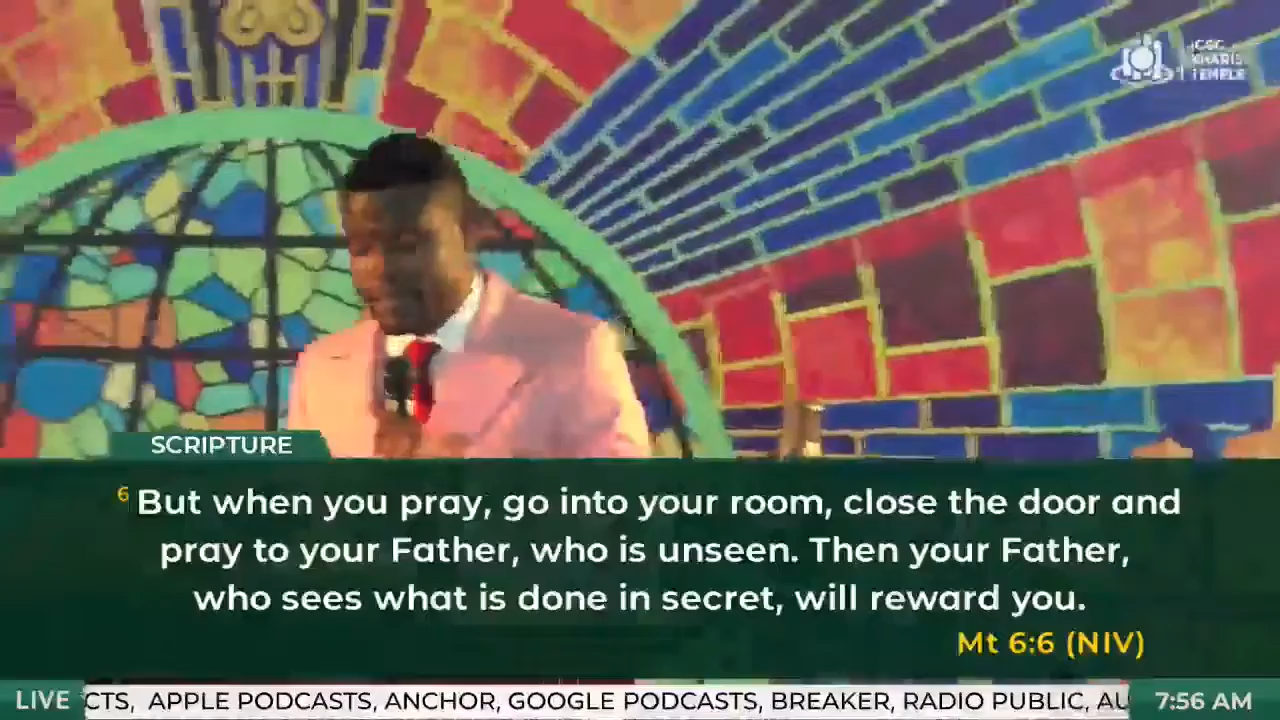 ICGC
KHARIS
TEMPLE
SCRIPTURE
6 But when you pray, go into your room, close the door and
pray to your Father, who is unseen. Then your Father,
who sees what is done in secret, will reward you.
Mt 6:6 (NIV)
LIVE
CTS, APPLE PODCASTS, ANCHOR, GOOGLE PODCASTS, BREAKER, RADIO PUBLIC, AU
7:56 AM